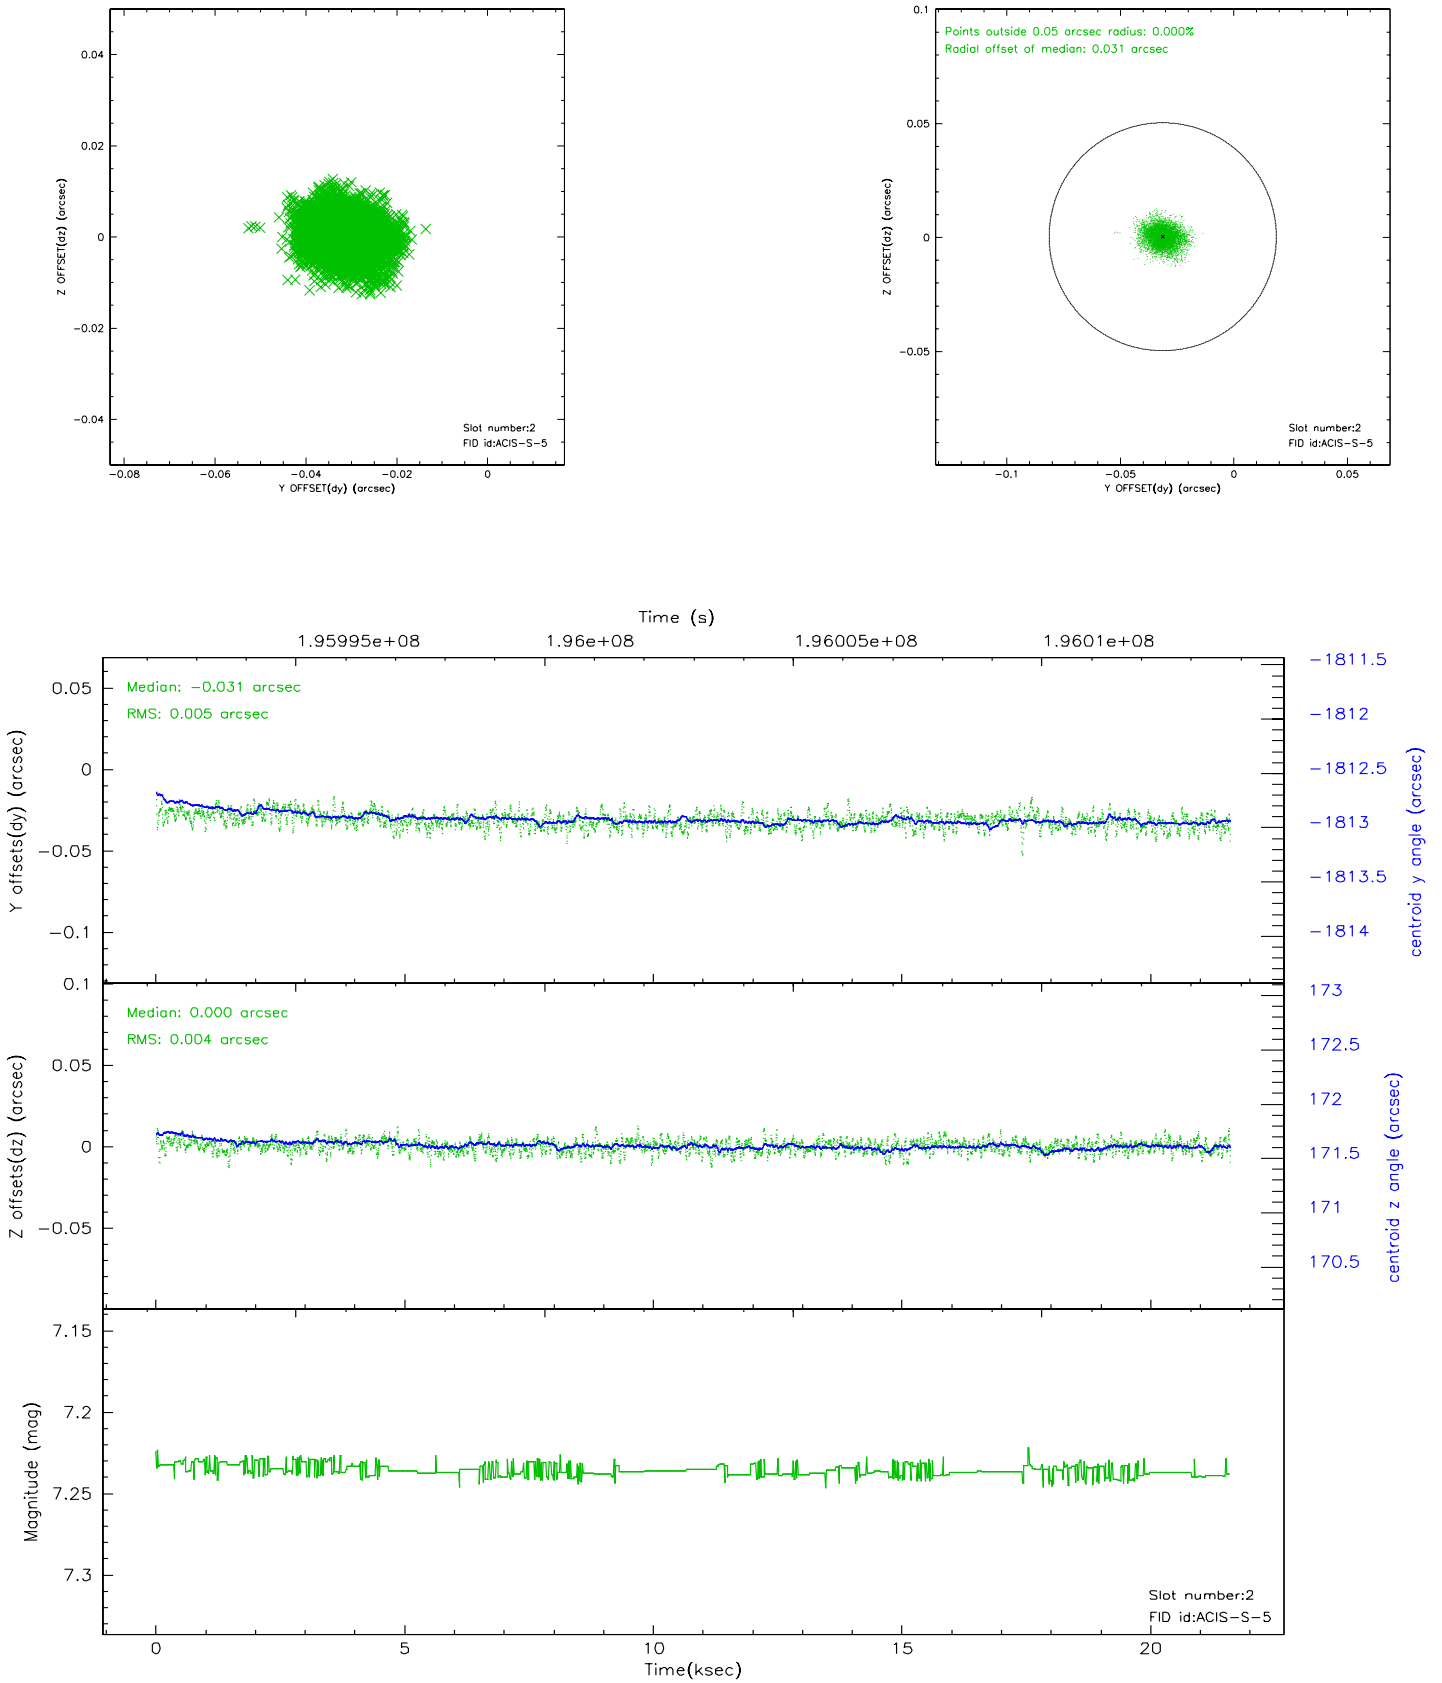 0.04
0.02
0
−0.02
−0.04
Z OFFSET(dz) (arcsec)
Slot number:2
FID id:ACIS−S−5
−0.08
−0.06
−0.04
−0.02
0
Y OFFSET(dy) (arcsec)
0.1
0.05
0
−0.05
Z OFFSET(dz) (arcsec)
Points outside 0.05 arcsec radius: 0.000%
Radial offset of median: 0.031 arcsec
Slot number:2
FID id:ACIS−S−5
−0.1
−0.05
0
0.05
Y OFFSET(dy) (arcsec)
Time (s)
1.95995e+08
1.96e+08
1.96005e+08
1.9601e+08
0.05
0
−0.05
−0.1
Y offsets(dy) (arcsec)
Median: −0.031 arcsec
RMS: 0.005 arcsec
−1811.5
−1812
−1812.5
−1813
−1813.5
−1814
centroid y angle (arcsec)
0.1
0.05
0
−0.05
Z offsets(dz) (arcsec)
Median: 0.000 arcsec
RMS: 0.004 arcsec
173
172.5
172
171.5
171
170.5
centroid z angle (arcsec)
7.15
7.2
7.25
7.3
Magnitude (mag)
Slot number:2
FID id:ACIS−S−5
0
5
10
15
20
Time(ksec)